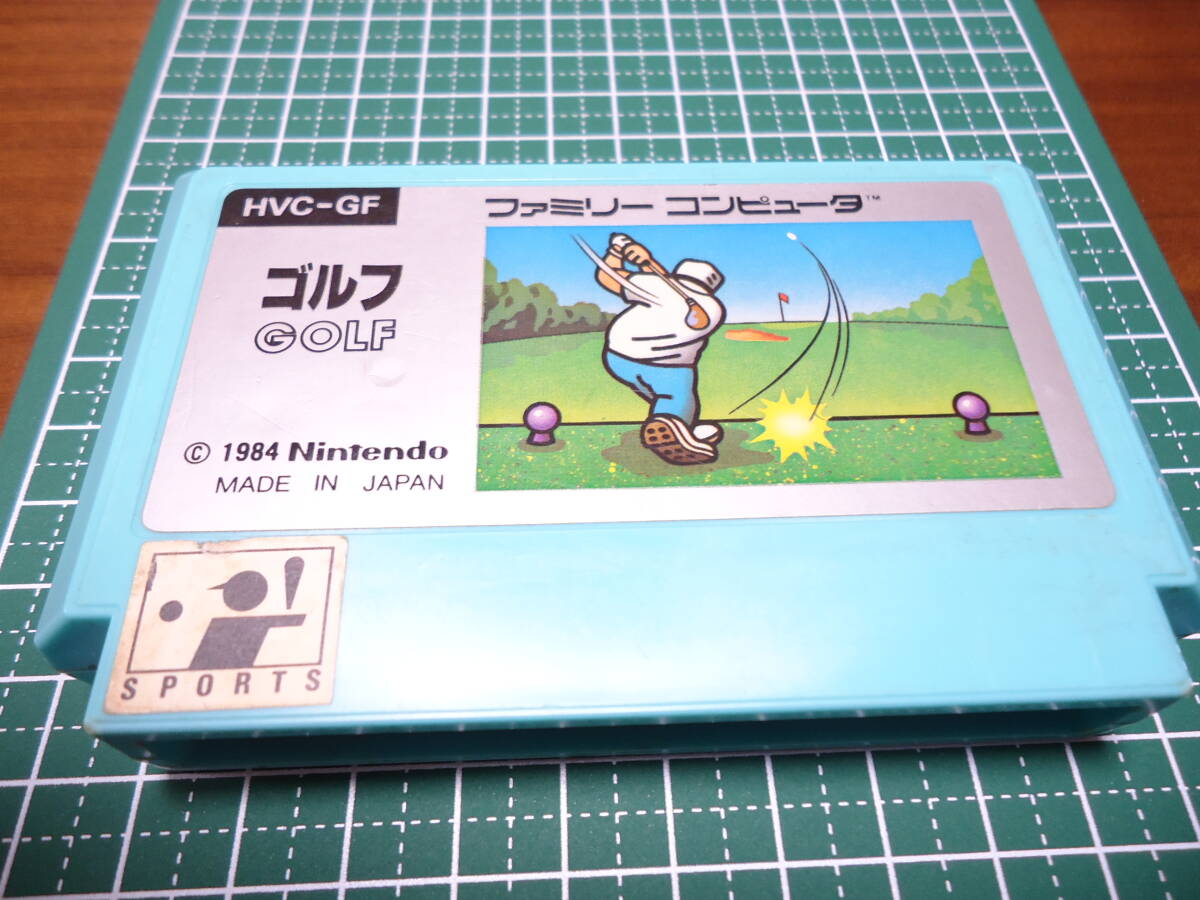 HVC-GF
ファミリー コンピュータ™
ゴルフ
GOLF
© 1984 Nintendo
MADE IN JAPAN
SPORTS